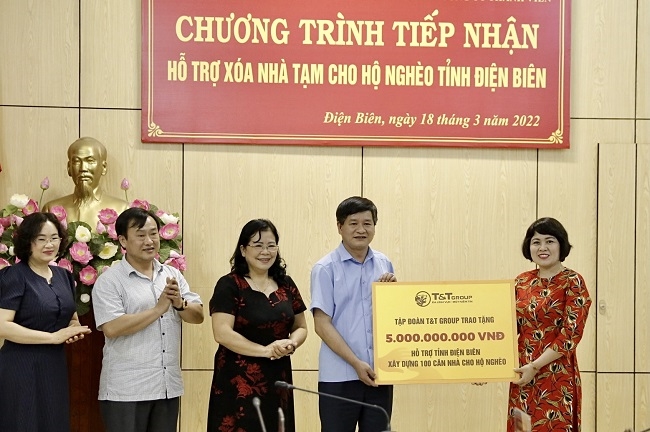 CHƯƠNG TRÌNH TIẾP NHẬN
HỖ TRỢ XÓA NHÀ TẠM CHO HỘ NGHÈO TỈNH ĐIỆN BIÊN
Điện Biên, ngày 18 tháng 3 năm 2022
T&T GROUP
TẬP ĐOÀN T&T GROUP TRAO TẶNG
5.000.000.000 VNĐ
HỖ TRỢ TỈNH ĐIỆN BIÊN
XÂY DỰNG 100 CĂN NHÀ CHO HỘ NGHÈO